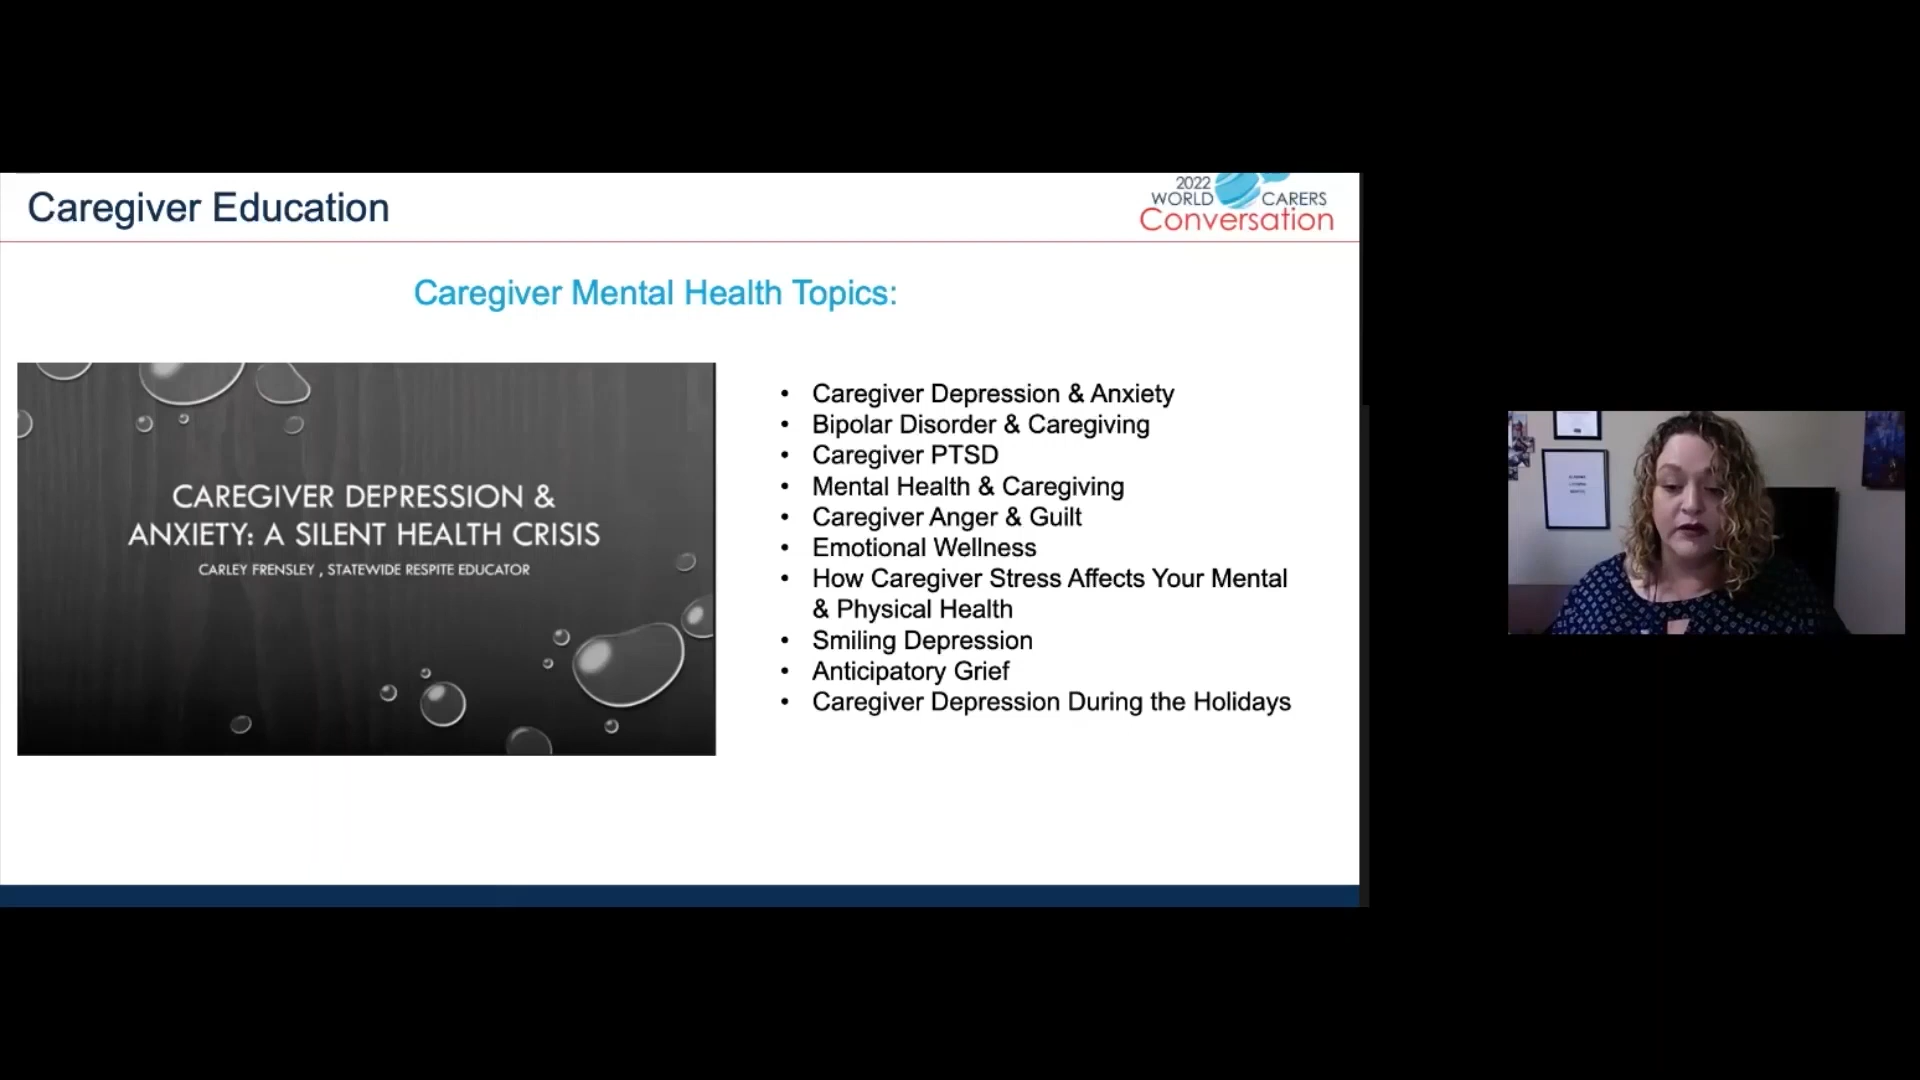 Caregiver Education
2022
WORLD CARERS
Conversation
Caregiver Mental Health Topics:
CAREGIVER DEPRESSION &
ANXIETY: A SILENT HEALTH CRISIS
CARLEY FRENSLEY , STATEWIDE RESPITE EDUCATOR
• Caregiver Depression & Anxiety
• Bipolar Disorder & Caregiving
• Caregiver PTSD
• Mental Health & Caregiving
• Caregiver Anger & Guilt
• Emotional Wellness
• How Caregiver Stress Affects Your Mental
& Physical Health
• Smiling Depression
• Anticipatory Grief
• Caregiver Depression During the Holidays